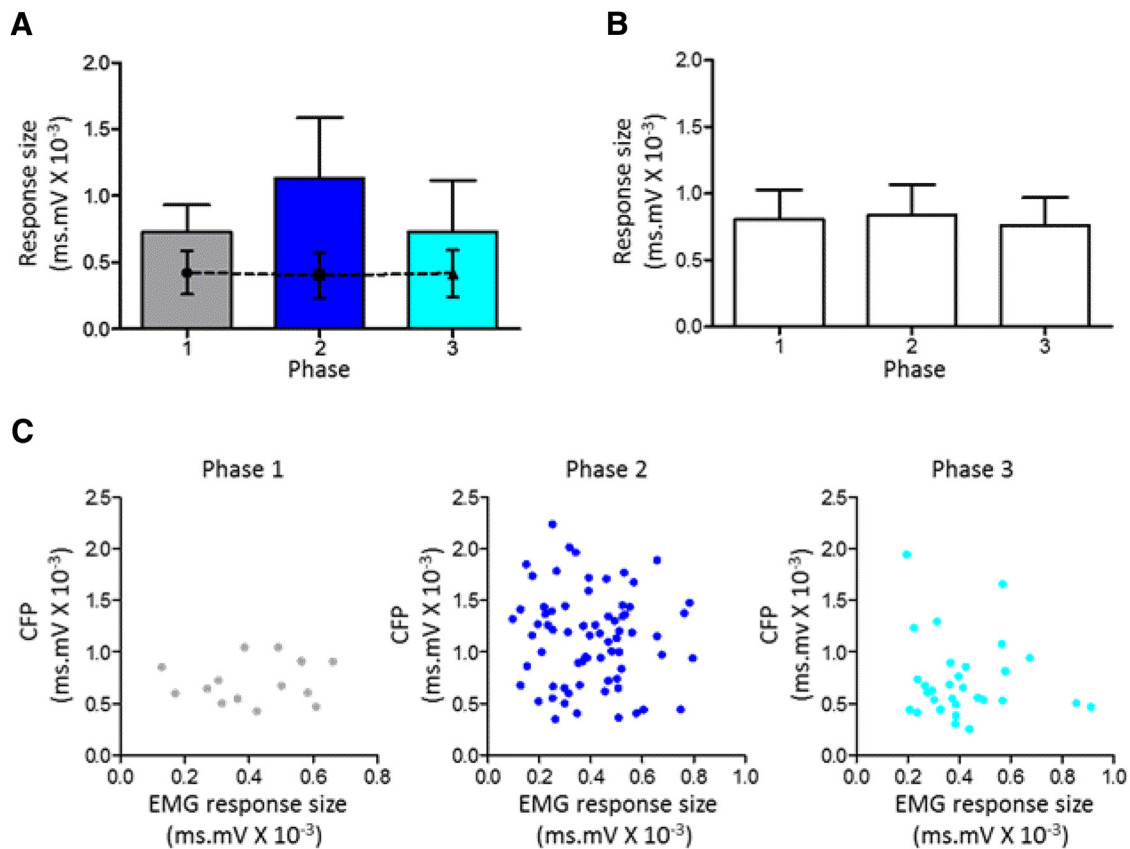 A
Response size
(ms.mV X 10-3)
2.0
1.5
1.0
0.5
0.0
1 2 3
Phase
B
Response size
(ms.mV X 10-3)
2.0
1.5
1.0
0.5
0.0
1 2 3
Phase
C
Phase 1
CFP
(ms.mV X 10-3)
2.5
2.0
1.5
1.0
0.5
0.0
0.0 0.2 0.4 0.6 0.8
EMG response size
(ms.mV X 10-3)
Phase 2
CFP
(ms.mV X 10-3)
2.5
2.0
1.5
1.0
0.5
0.0
0.0 0.2 0.4 0.6 0.8 1.0
EMG response size
(ms.mV X 10-3)
Phase 3
CFP
(ms.mV X 10-3)
2.5
2.0
1.5
1.0
0.5
0.0
0.0 0.2 0.4 0.6 0.8 1.0
EMG response size
(ms.mV X 10-3)